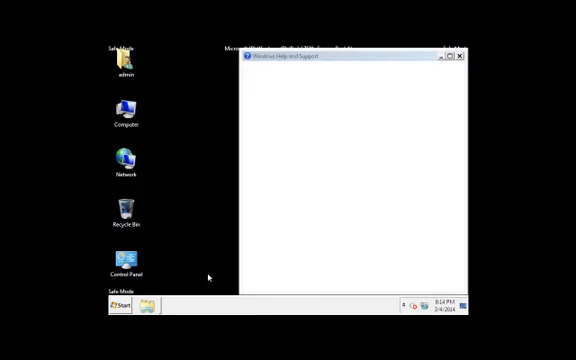 Safe Mode
admin
Computer
Network
Recycle Bin
Control Panel
Safe Mode
Windows Help and Support
Start
8:14 PM
3/4/2014